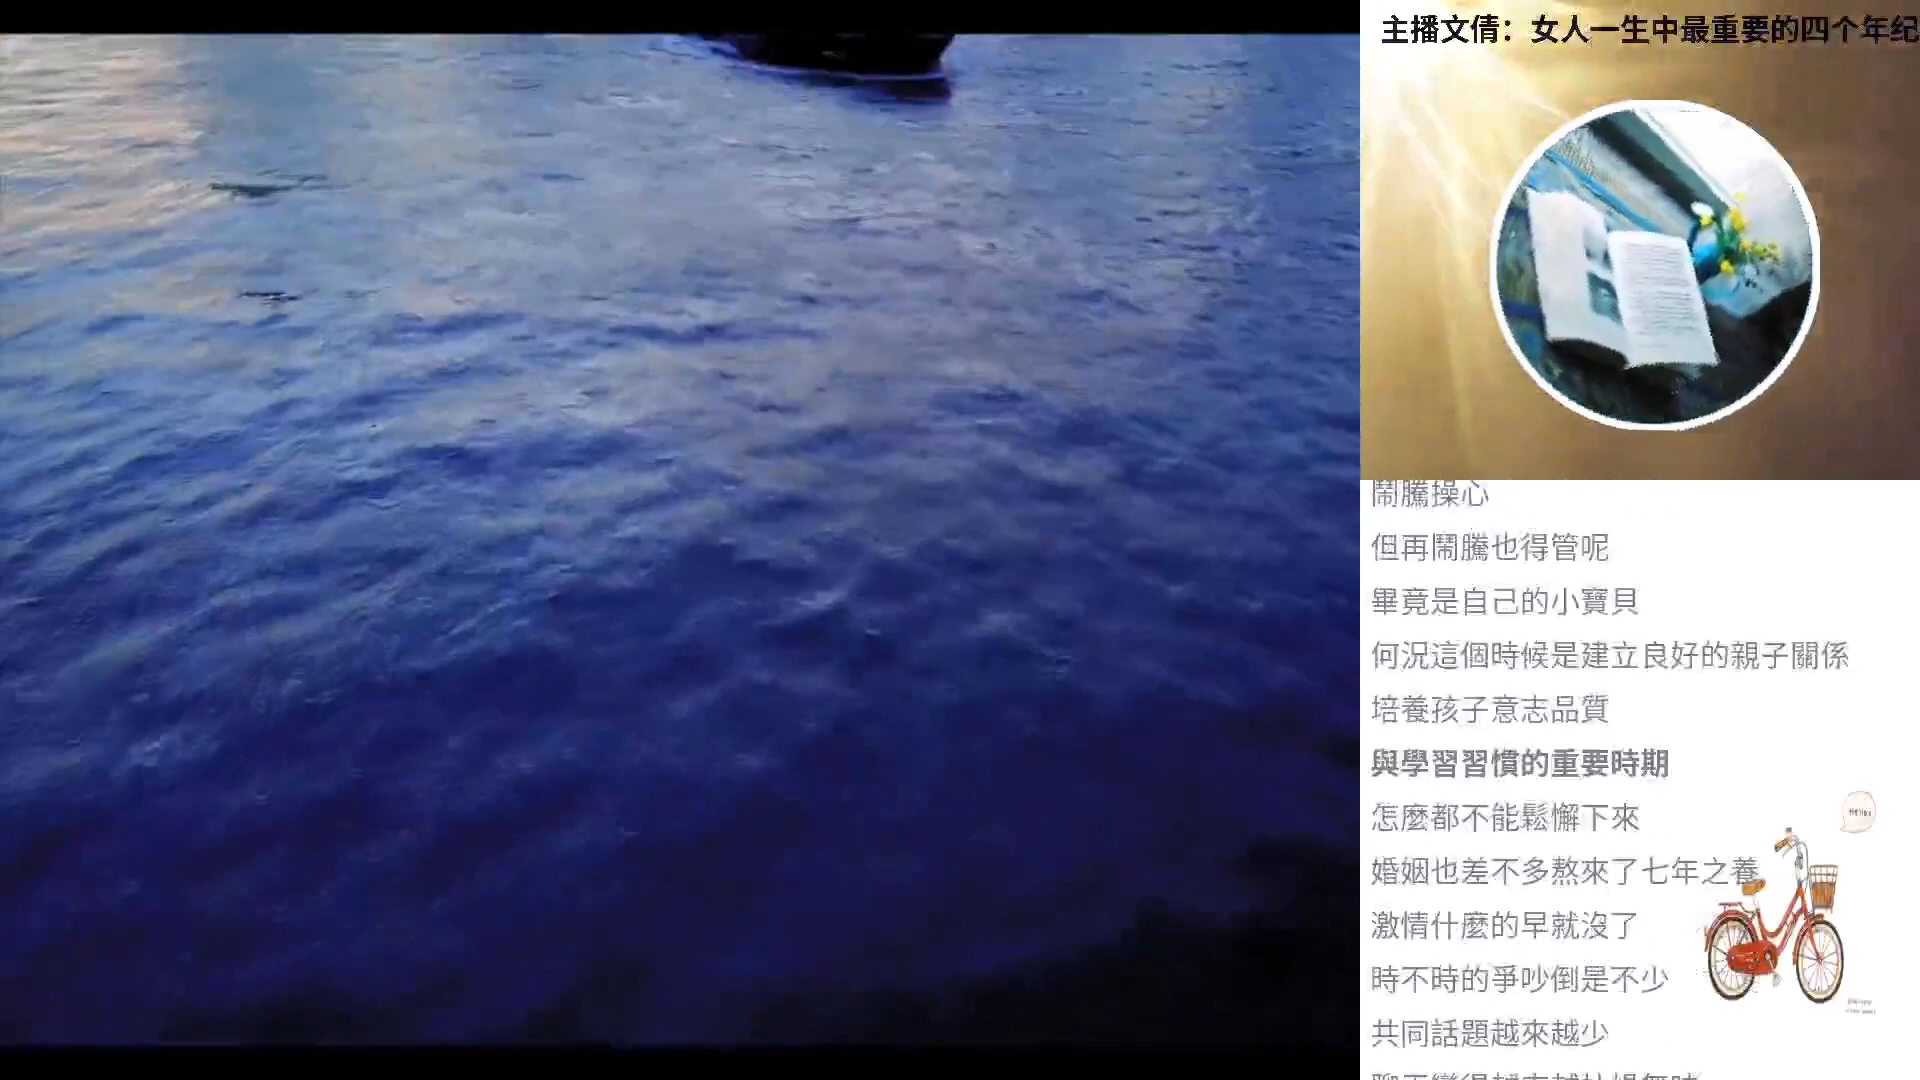 主播文倩：女人一生中最重要的四个年纪
鬧騰操心
但再鬧騰也得管呢
畢竟是自己的小寶貝
何況這個時候是建立良好的親子關係
培養孩子意志品質
與學習習慣的重要時期
怎麼都不能鬆懈下來
婚姻也差不多熬來了七年之養
激情什麼的早就沒了
時不時的爭吵倒是不少
共同話題越來越少